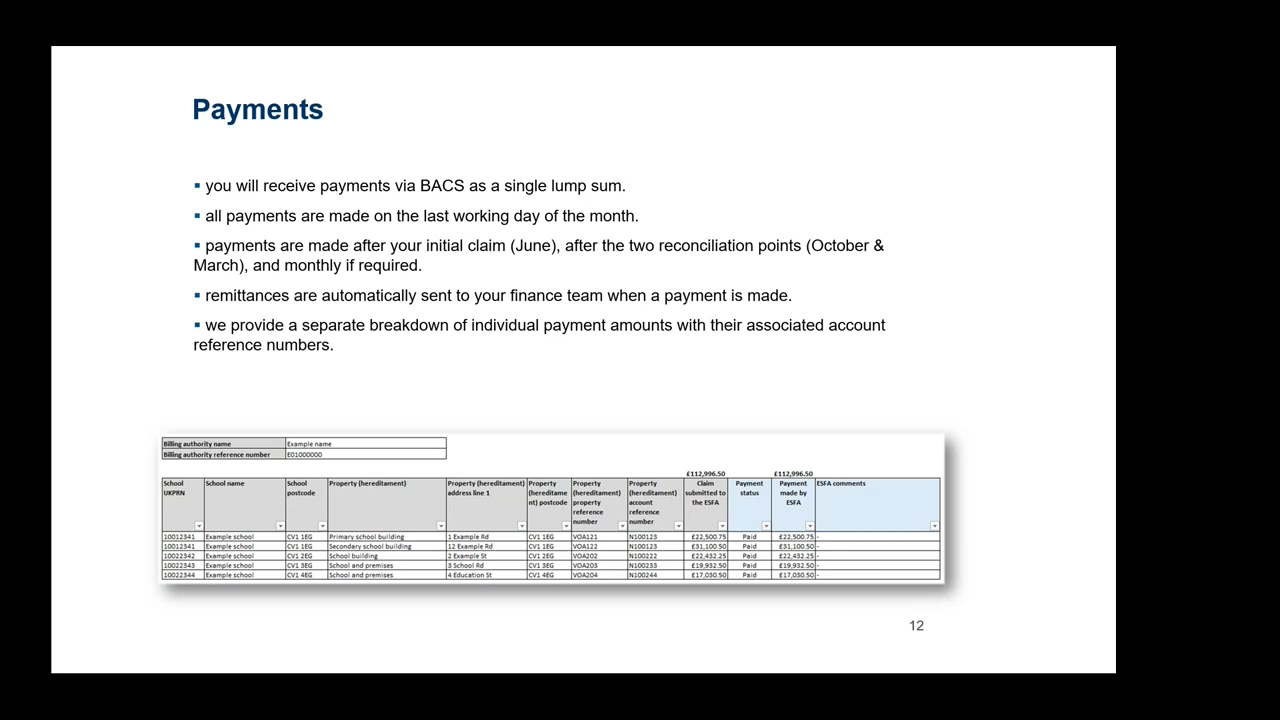 Payments
▪ you will receive payments via BACS as a single lump sum.
▪ all payments are made on the last working day of the month.
▪ payments are made after your initial claim (June), after the two reconciliation points (October &
March), and monthly if required.
▪ remittances are automatically sent to your finance team when a payment is made.
▪ we provide a separate breakdown of individual payment amounts with their associated account
reference numbers.
Billing authority name Example name
Billing authority reference number E01000000
£112,996.50 £112,996.50
School School name School Property (hereditament) Property (hereditament) Property Property Property Claim Payment Payment ESFA comments
UKPRN postcode address line 1 (hereditame (hereditament) (hereditament) submitted to status made by
nt) postcode property account the ESFA ESFA
reference reference
number number
10012341 Example school CV1 1EG Primary school building 1 Example Rd CV1 1EG VOA121 N100123 £22,500.75 Paid £22,500.75 -
10012341 Example school CV1 1EG Secondary school building 12 Example Rd CV1 1EG VOA122 N100123 £31,100.50 Paid £31,100.50 -
10022342 Example school CV1 2EG School building 2 Example St CV1 2EG VOA202 N100222 £22,432.25 Paid £22,432.25 -
10022343 Example school CV1 3EG School and premises 3 School Rd CV1 3EG VOA203 N100233 £19,932.50 Paid £19,932.50 -
10022344 Example school CV1 4EG School and premises 4 Education St CV1 4EG VOA204 N100244 £17,030.50 Paid £17,030.50 -
12